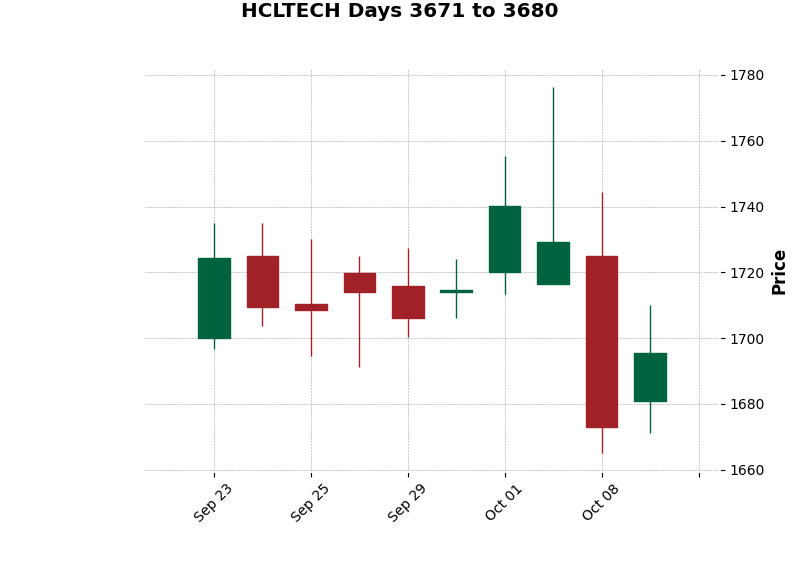 HCLTECH Days 3671 to 3680
1780
1760
1740
1720
1700
1680
1660
Price
Sep 23
Sep 25
Sep 29
Oct 01
Oct 08